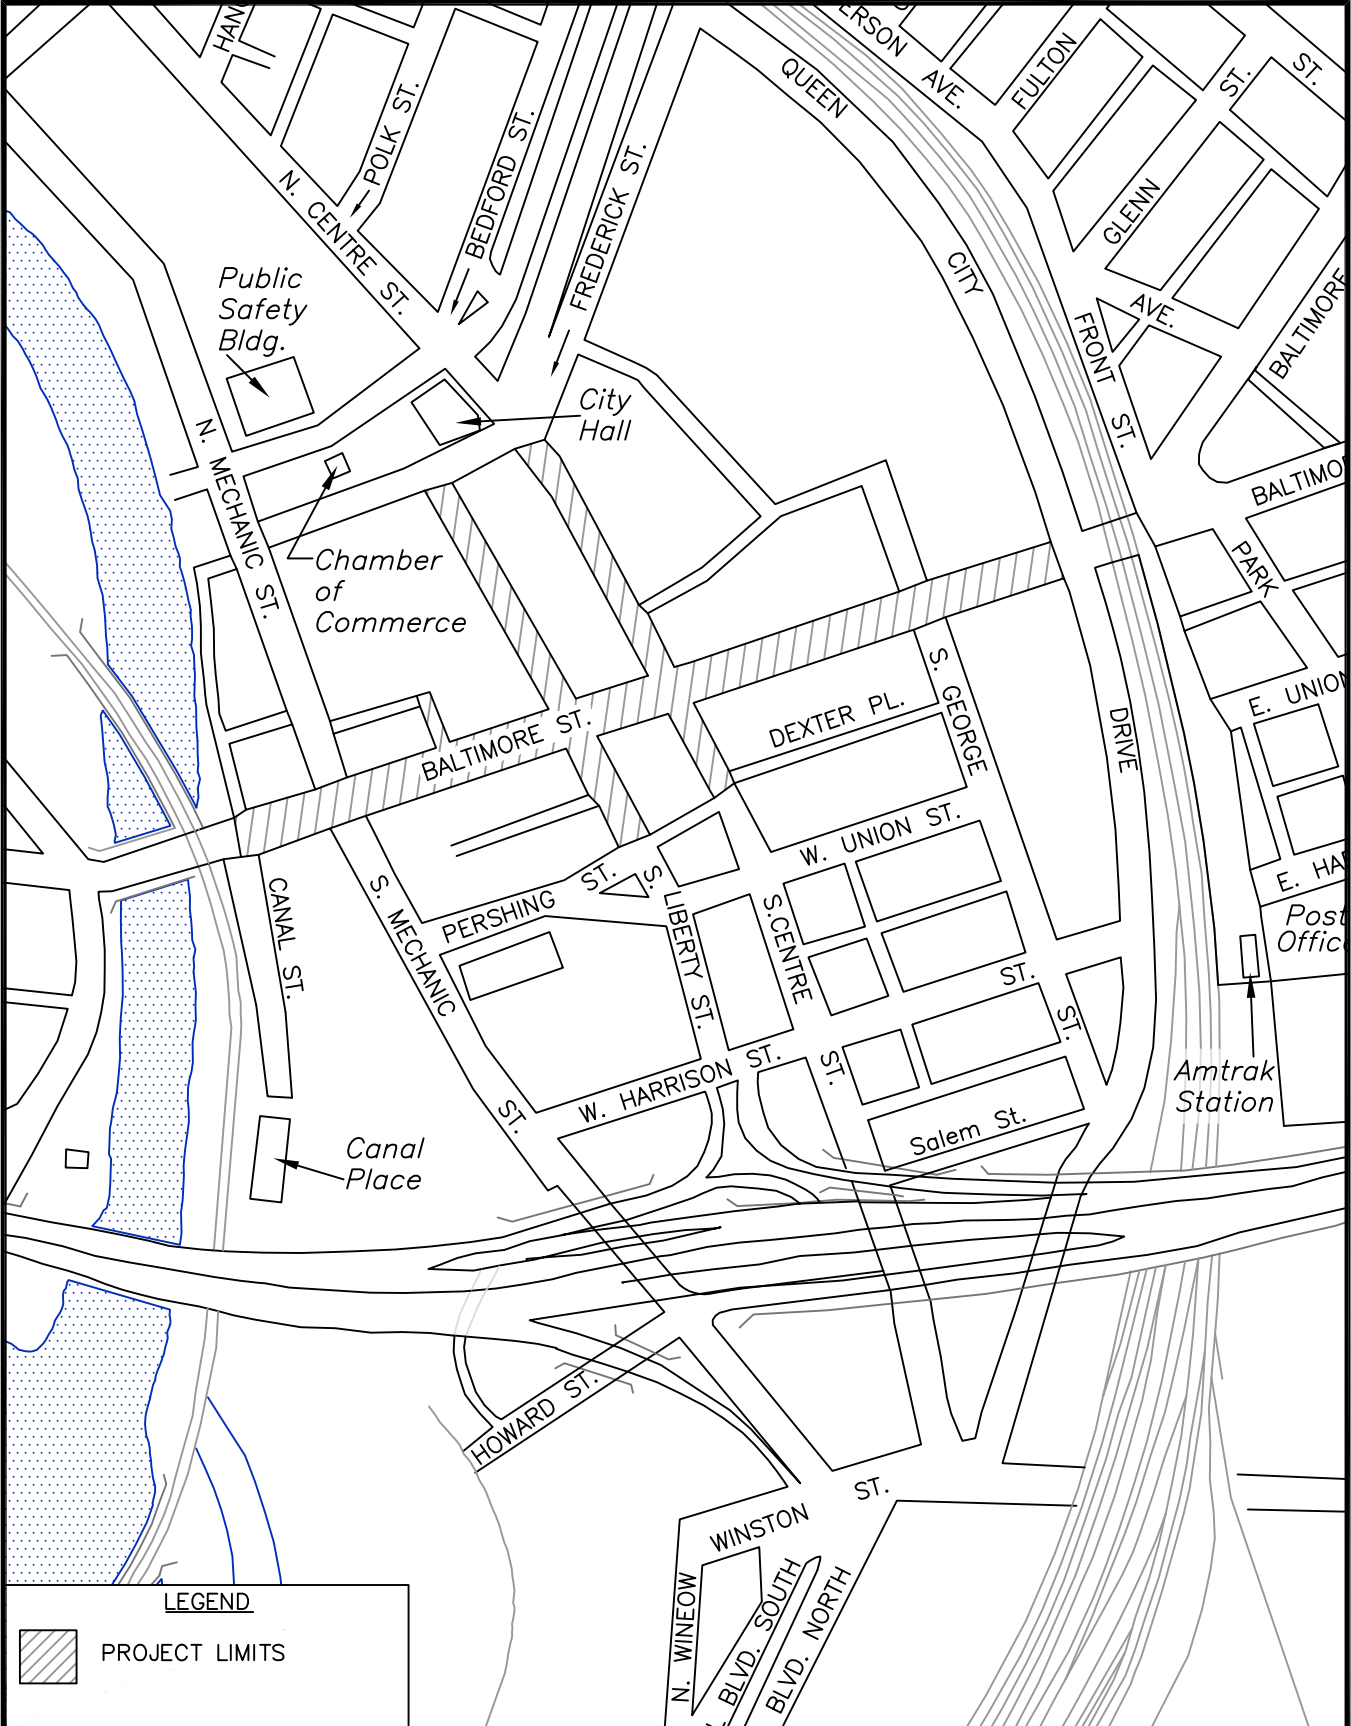 ERSON AVE.
FULTON
ST.
ST.
QUEEN
POLK ST.
BEDFORD ST.
FREDERICK ST.
N. CENTRE ST.
GLENN
AVE.
CITY
Public
Safety
Bldg.
FRONT ST.
BALTIMORE
City
Hall
N. MECHANIC ST.
BALTIMO
PARK
Chamber
of
Commerce
S. GEORGE
E. UNION
DEXTER PL.
DRIVE
BALTIMORE ST.
W. UNION ST.
E. HA
CANAL ST.
S. MECHANIC
PERSHING ST.
S. LIBERTY ST.
S.CENTRE
Post
Offic
ST.
ST.
ST.
W. HARRISON ST.
ST.
Amtrak
Station
Salem St.
Canal
Place
HOWARD ST.
WINSTON ST.
N. WINEOW
BLVD. SOUTH
BLVD. NORTH
LEGEND
PROJECT LIMITS